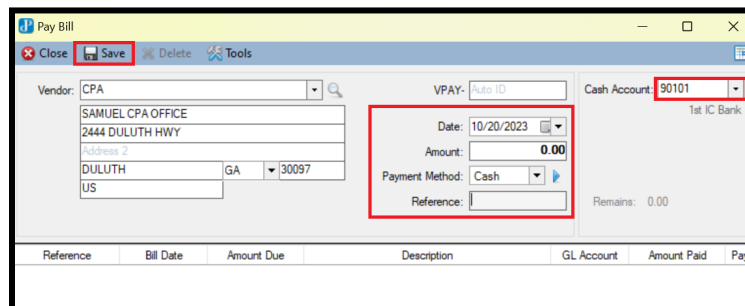 Pay Bill
Close Save Delete Tools
Vendor: CPA VPAY- Auto ID Cash Account: 90101
SAMUEL CPA OFFICE 1st IC Bank
2444 DULUTH HWY Date: 10/20/2023
Address 2 Amount: 0.00
DULUTH GA 30097 Payment Method: Cash
US Reference: Remains: 0.00
Reference Bill Date Amount Due Description GL Account Amount Paid Pay